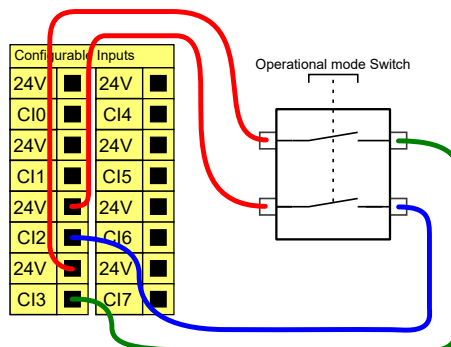 Configurable Inputs
Operational mode Switch
24V 24V
CI0 CI4
24V 24V
CI1 CI5
24V 24V
CI2 CI6
24V 24V
CI3 CI7